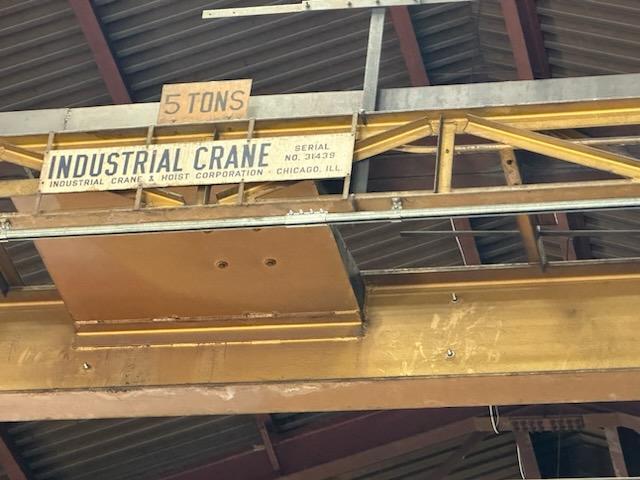 5 TONS
INDUSTRIAL CRANE
SERIAL
NO. 31439
INDUSTRIAL CRANE & HOIST CORPORATION - CHICAGO, ILL.